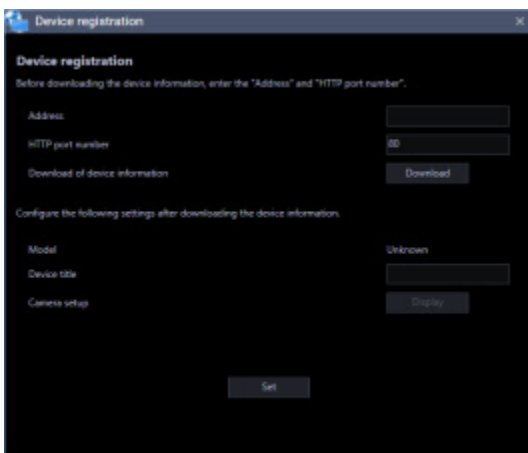 Device registration
Device registration
Before downloading the device information, enter the "Address" and "HTTP port number".
Address
HTTP port number 80
Download of device information Download
Configure the following settings after downloading the device information.
Model Unknown
Device title
Camera setup Display
Set